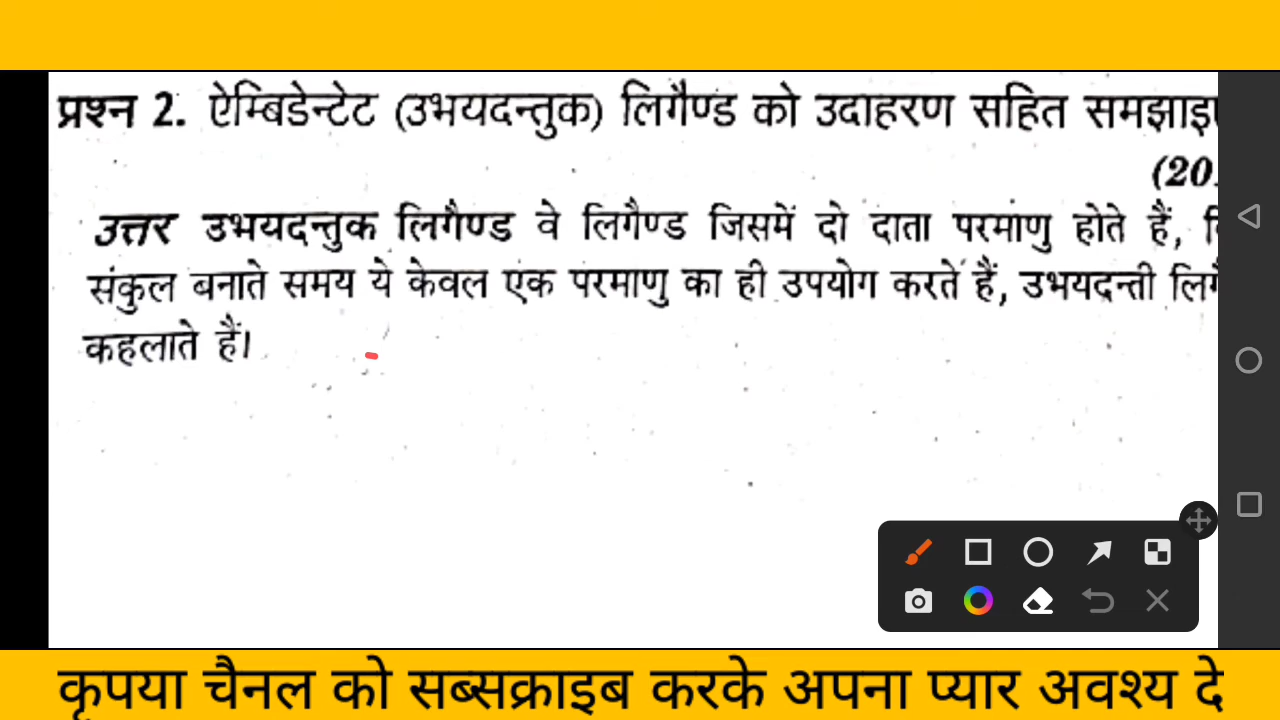 प्रश्न 2. ऐम्बिडेन्टेट (उभयदन्तुक) लिगैण्ड को उदाहरण सहित
(20
उत्तर उभयदन्तुक लिगैण्ड वे लिगैण्ड जिसमें दो दाता परमाणु होते हैं,
संकुल बनाते समय ये केवल एक परमाणु का ही उपयोग करते हैं, उभयदन्ती
कहलाते हैं।
कृपया चैनल को सब्सक्राइब करके अपना प्यार अवश्य दे